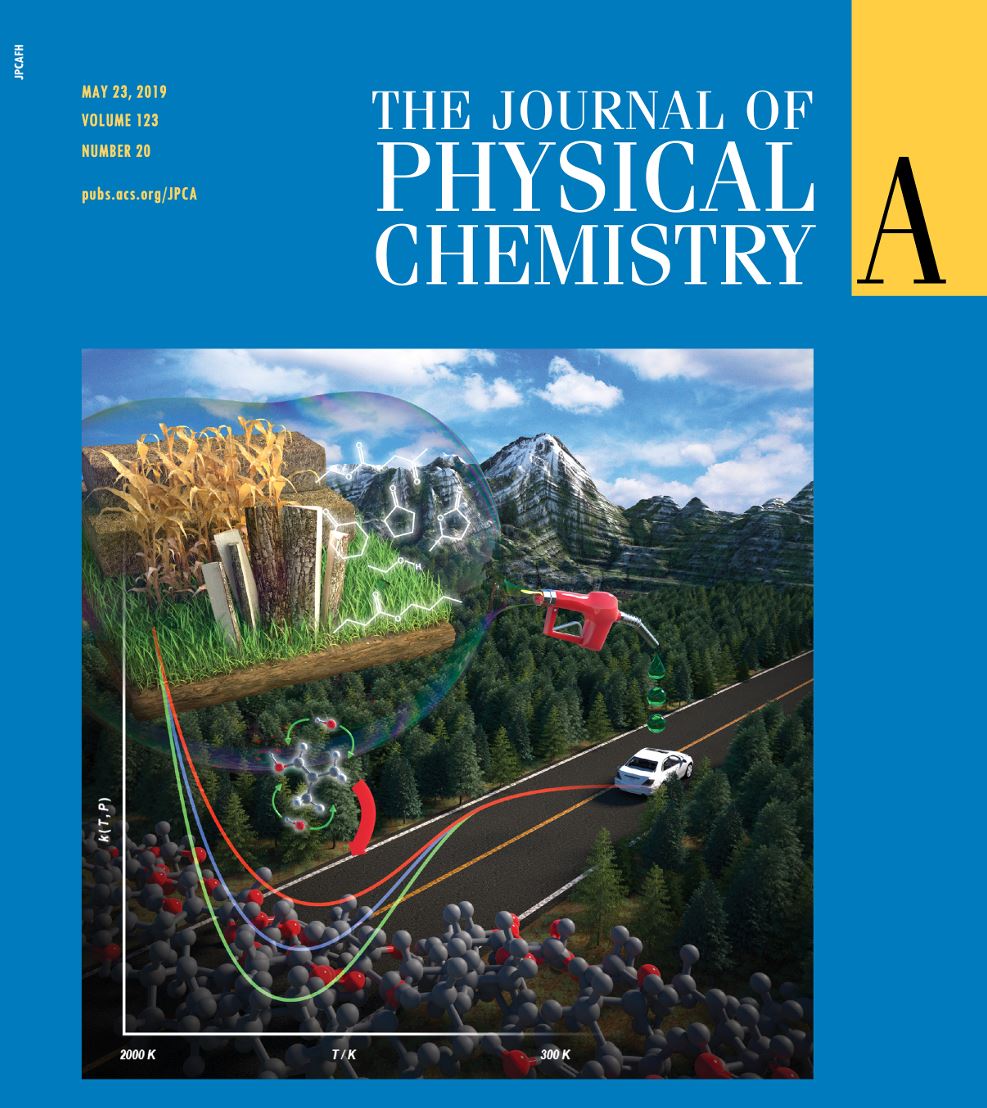 JPCAFH
MAY 23, 2019
VOLUME 123
NUMBER 20
pubs.acs.org/JPCA
THE JOURNAL OF
PHYSICAL
CHEMISTRY
A
k(T,P)
2000 K
T / K
300 K